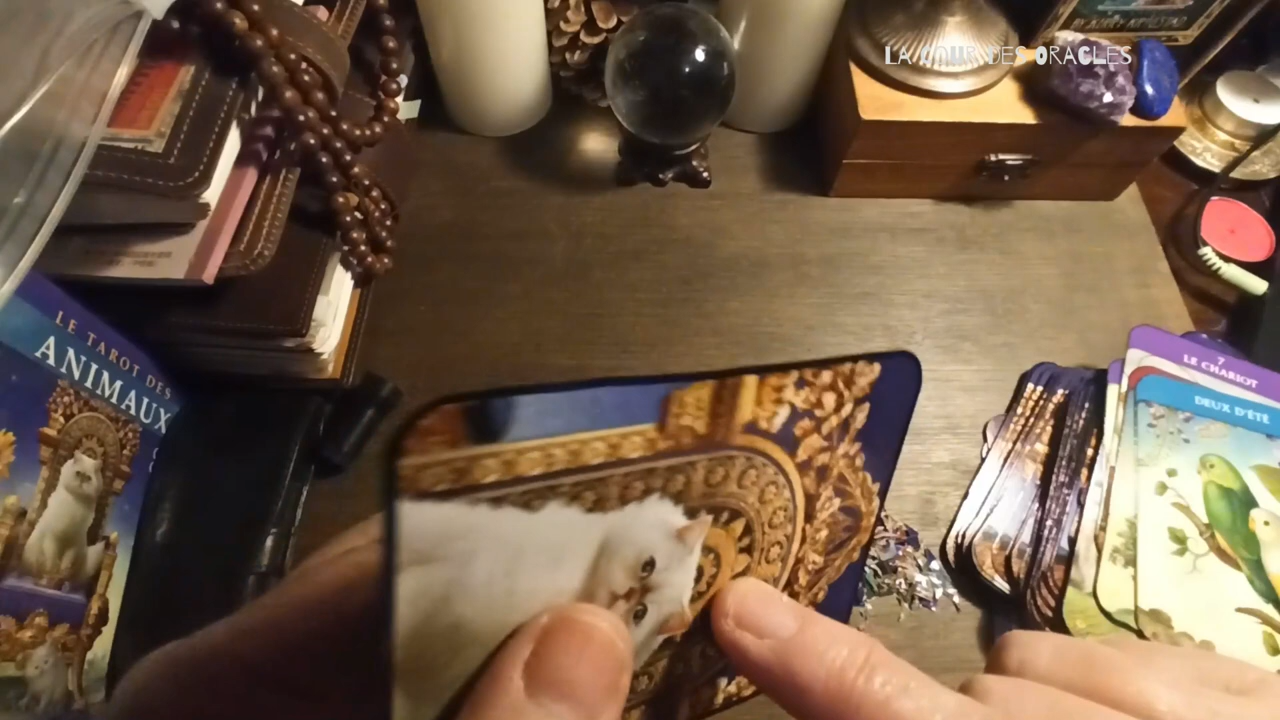 LA COUR DES ORACLES
LE TAROT DES
ANIMAUX
7
LE CHARIOT
DEUX D'ÉTÉ